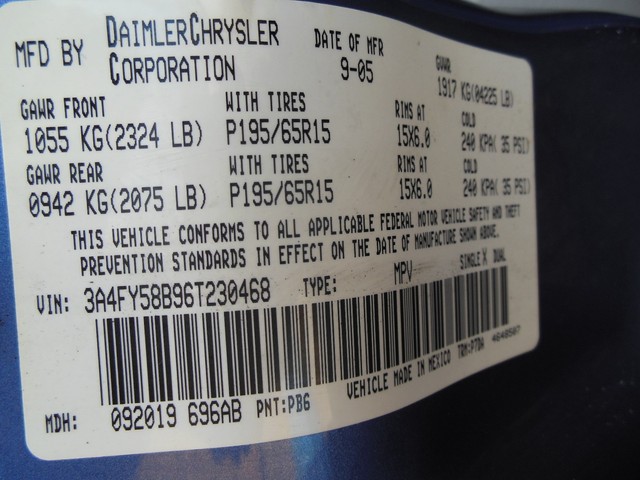 MFD BY DAIMLERCHRYSLER CORPORATION DATE OF MFR 9-05 GVWR 1917 KG(04225 LB)
GAWR FRONT WITH TIRES RIMS AT COLD
1055 KG(2324 LB) P195/65R15 15X6.0 240 KPA( 35 PSI)
GAWR REAR WITH TIRES RIMS AT COLD
0942 KG(2075 LB) P195/65R15 15X6.0 240 KPA( 35 PSI)
THIS VEHICLE CONFORMS TO ALL APPLICABLE FEDERAL MOTOR VEHICLE SAFETY AND THEFT
PREVENTION STANDARDS IN EFFECT ON THE DATE OF MANUFACTURE SHOWN ABOVE.
VIN: 3A4FY58B96T230468 TYPE: MPV SINGLE X DUAL
VEHICLE MADE IN MEXICO TRM:P7DA 4648507
MDH: 092019 696AB PNT:PB6